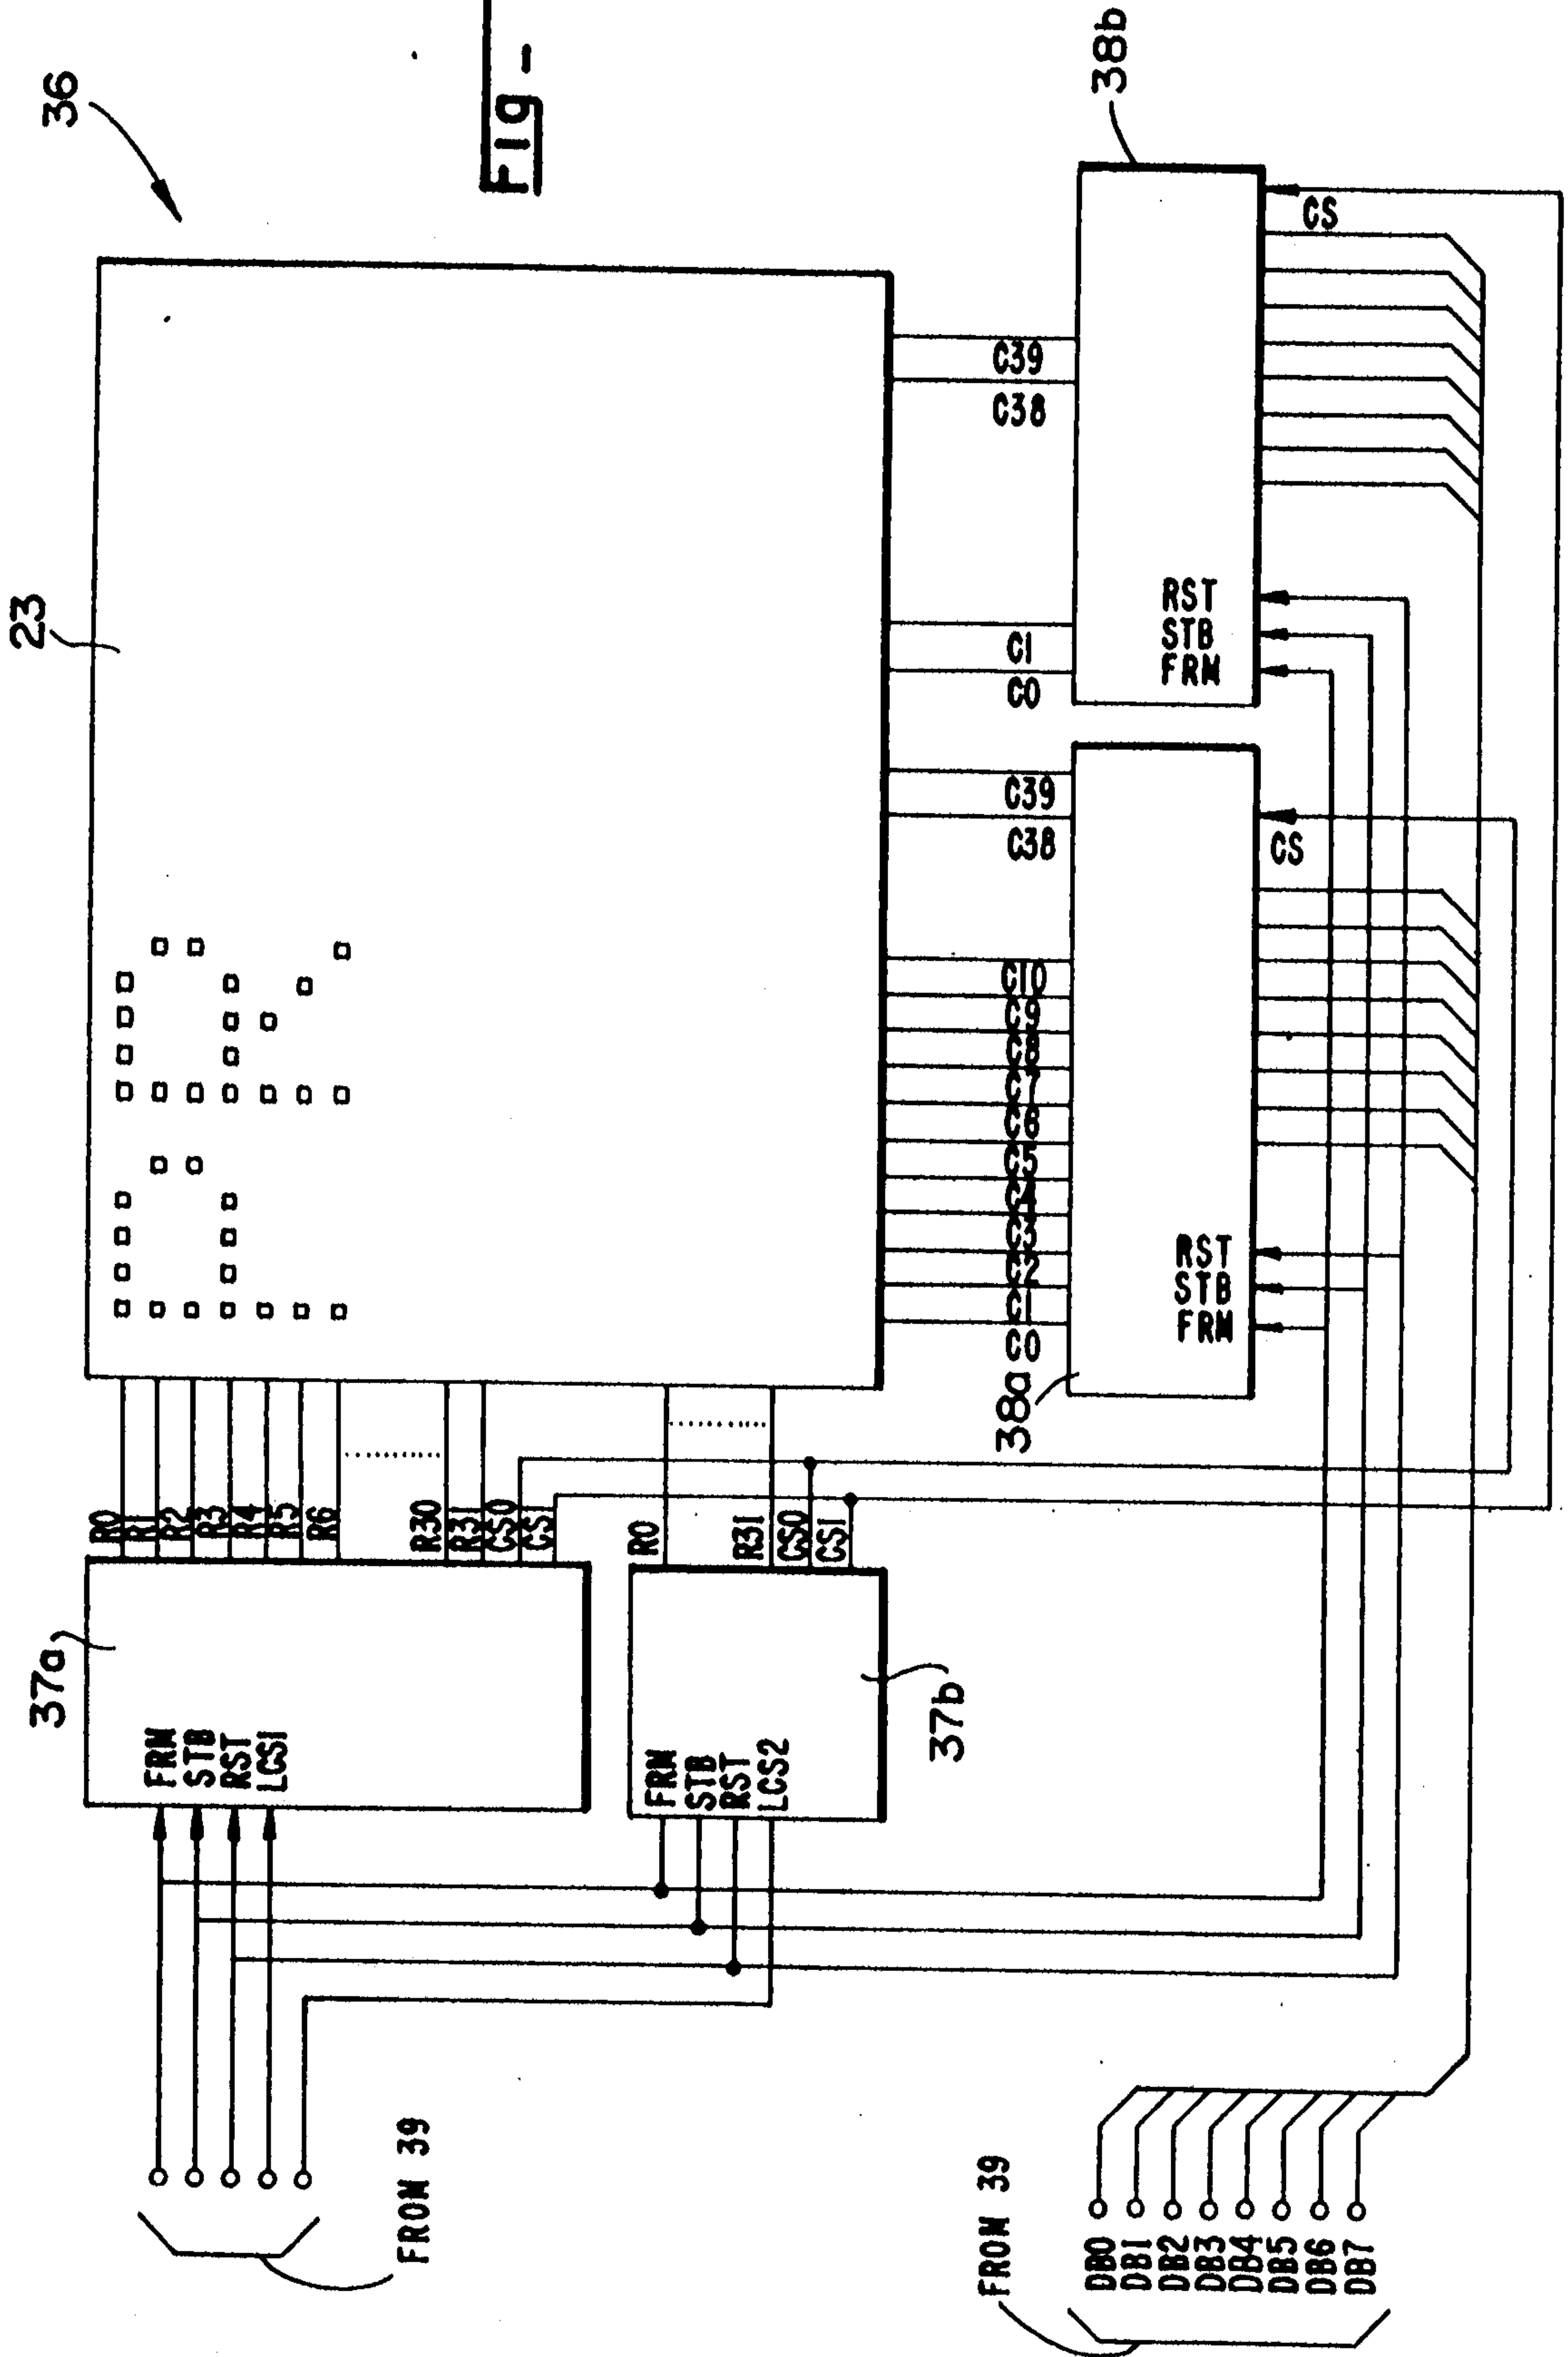 36
Fig-
23
37a
FRM
STB
RST
LCS1
R0
R1
R2
R3
R4
R5
R6
R30
R31
CS0
CS1
37b
FRM
STB
RST
LCS2
R0
R31
CS0
CS1
FROM 39
38a
C0
C1
C2
C3
C4
C5
C6
C7
C8
C9
C10
C38
C39
FRM
STB
RST
CS
38b
C0
C1
C38
C39
FRM
STB
RST
CS
FROM 39
DB0
DB1
DB2
DB3
DB4
DB5
DB6
DB7